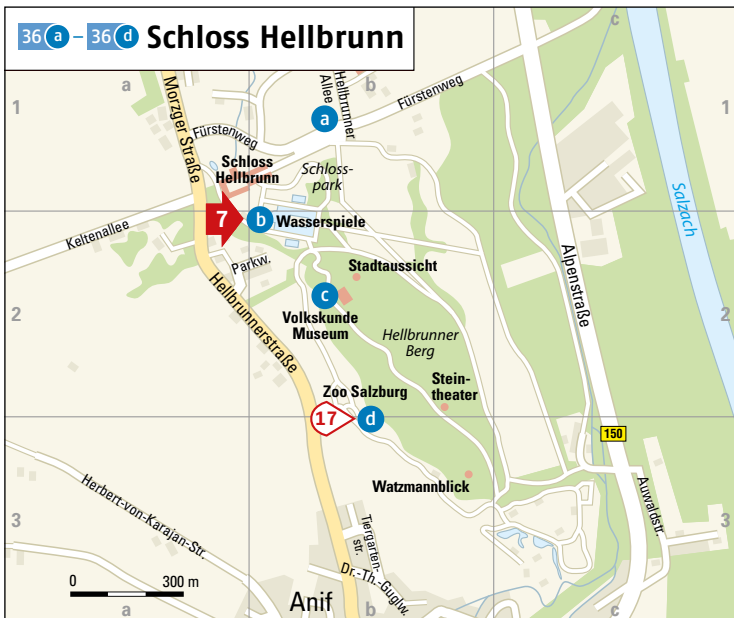 36 a – 36 d Schloss Hellbrunn
a
b
c
1
1
Morzger Straße
Hellbrunner
Allee
a
Fürstenweg
Fürstenweg
Schloss
Hellbrunn
Schloss-
park
Salzach
7
b
Wasserspiele
Keltenallee
Parkw.
Stadtaussicht
Alpenstraße
Hellbrunnerstraße
c
2
2
Volkskunde
Museum
Hellbrunner
Berg
Zoo Salzburg
Stein-
theater
17
d
150
Watzmannblick
Auwaldstr.
Herbert-von-Karajan-Str.
3
3
Tiergarten-
str.
Dr.-Th.-Guglw.
0 300 m
Anif
a
b
c